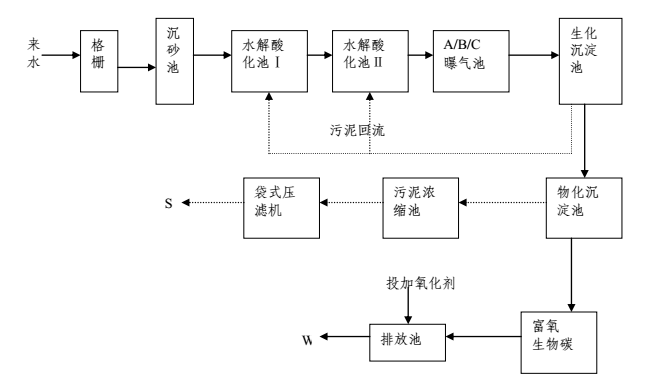 来
水
格
栅
沉
砂
池
水解酸
化池Ⅰ
水解酸
化池Ⅱ
A/B/C
曝气池
生化
沉淀
池
污泥回流
S
袋式压
滤机
污泥浓
缩池
物化沉
淀池
投加氧化剂
W
排放池
富氧
生物碳